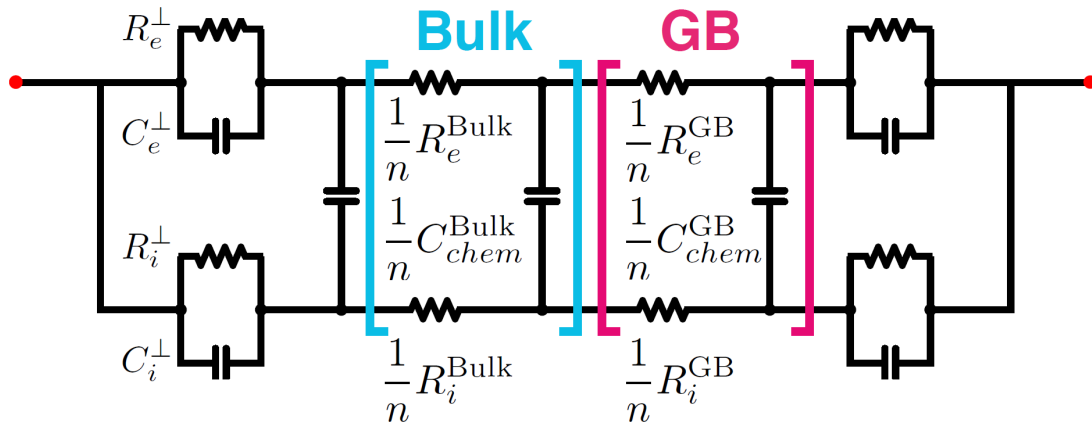 Bulk GB
R_e^⊥
C_e^⊥
1/n R_e^Bulk 1/n R_e^GB
1/n C_chem^Bulk 1/n C_chem^GB
R_i^⊥
C_i^⊥
1/n R_i^Bulk 1/n R_i^GB